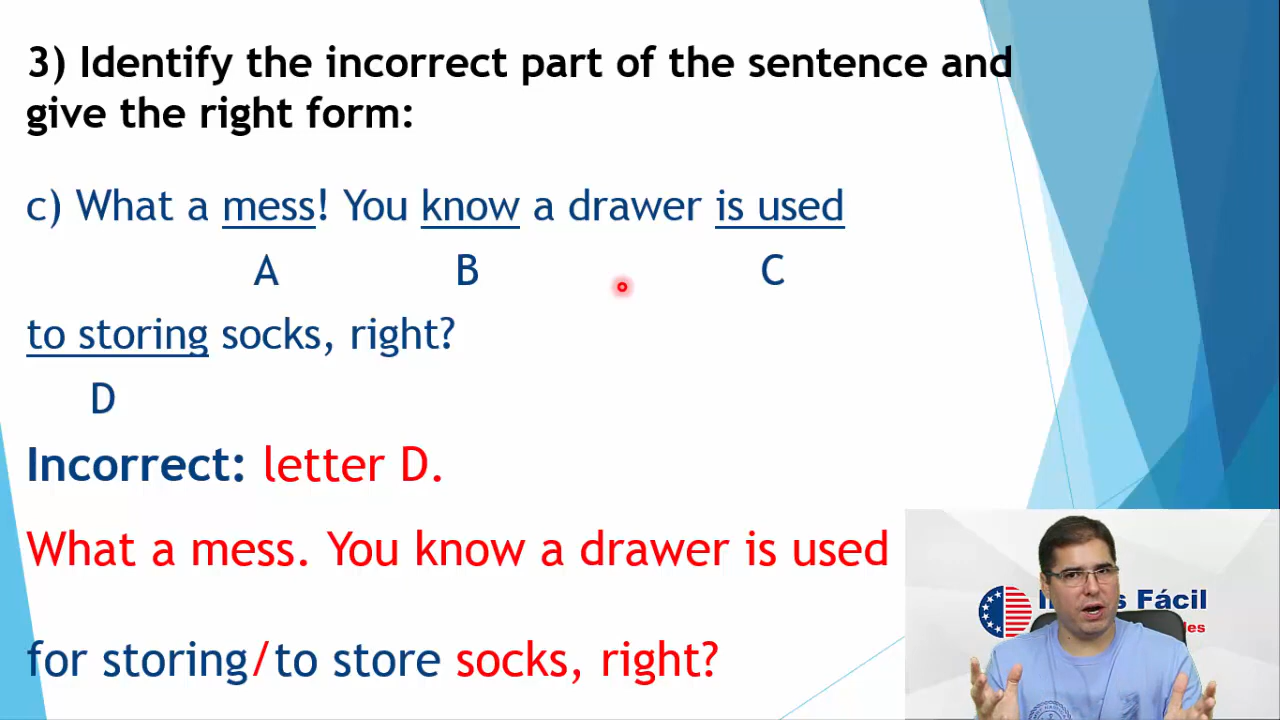 3) Identify the incorrect part of the sentence and
give the right form:
c) What a mess! You know a drawer is used
A B C
to storing socks, right?
D
Incorrect: letter D.
What a mess. You know a drawer is used
for storing/to store socks, right?
Fácil